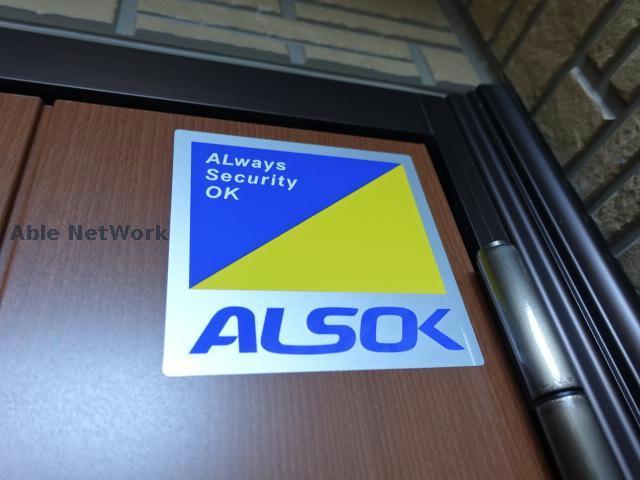 ALways
Security
OK
Able NetWork
ALSOK